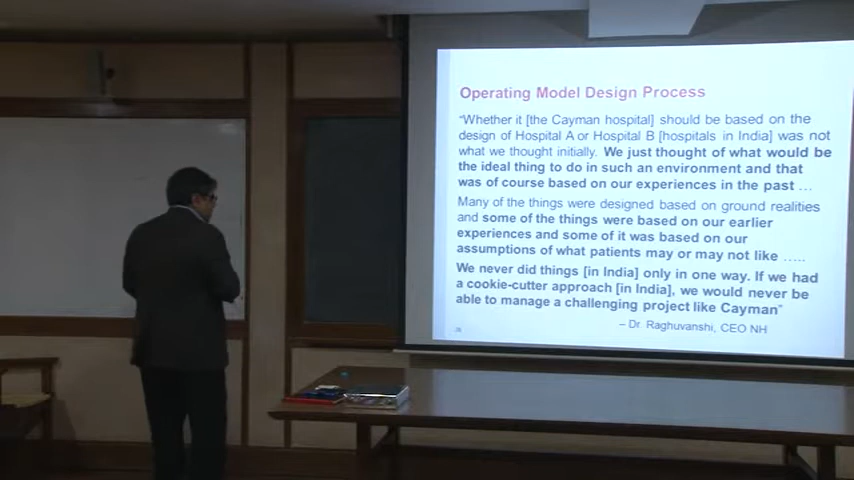 Operating Model Design Process
“Whether it [the Cayman hospital] should be based on the
design of Hospital A or Hospital B [hospitals in India] was not
what we thought initially. We just thought of what would be
the ideal thing to do in such an environment and that
was of course based on our experiences in the past …
Many of the things were designed based on ground realities
and some of the things were based on our earlier
experiences and some of it was based on our
assumptions of what patients may or may not like …..
We never did things [in India] only in one way. If we had
a cookie-cutter approach [in India], we would never be
able to manage a challenging project like Cayman”
– Dr. Raghuvanshi, CEO NH